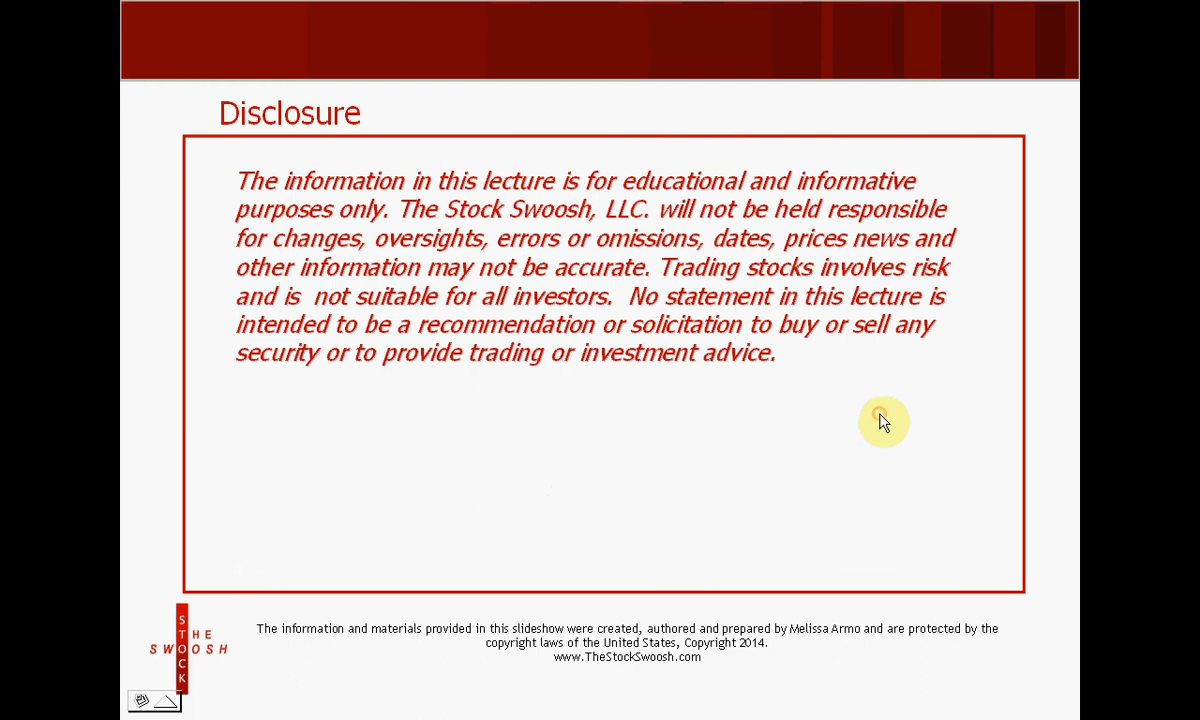 Disclosure
The information in this lecture is for educational and informative
purposes only. The Stock Swoosh, LLC. will not be held responsible
for changes, oversights, errors or omissions, dates, prices news and
other information may not be accurate. Trading stocks involves risk
and is  not suitable for all investors.  No statement in this lecture is
intended to be a recommendation or solicitation to buy or sell any
security or to provide trading or investment advice.
THE
STOCK
SWOOSH
The information and materials provided in this slideshow were created, authored and prepared by Melissa Armo and are protected by the
copyright laws of the United States, Copyright 2014.
www.TheStockSwoosh.com